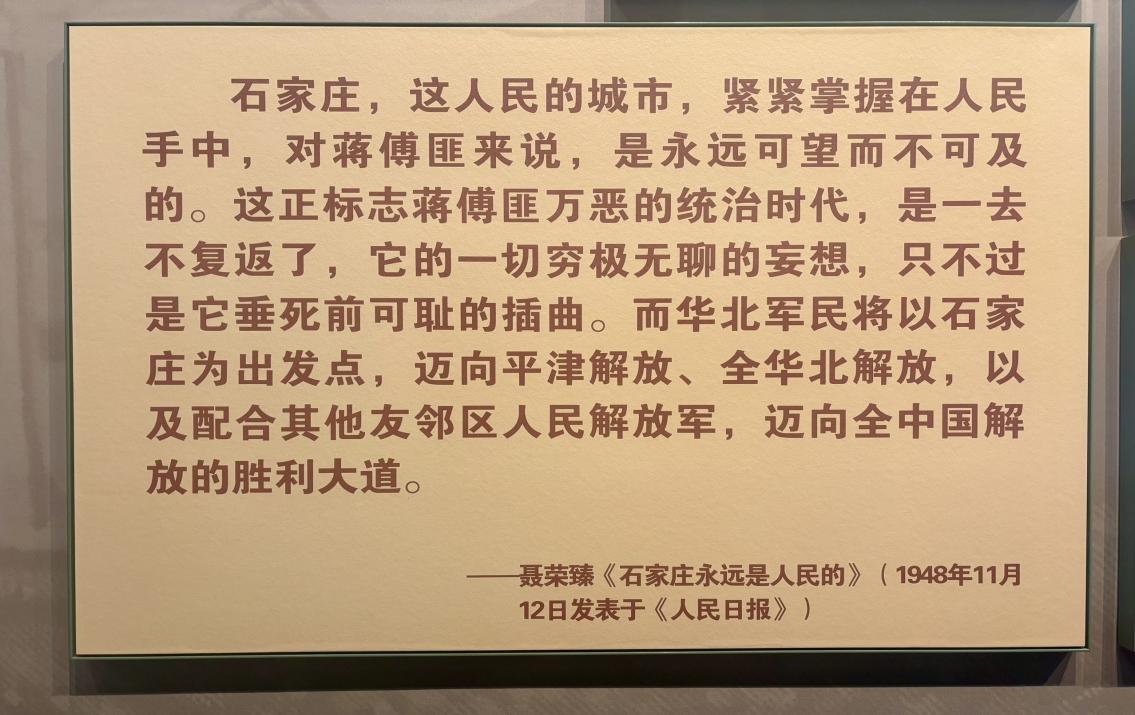 石家庄，这人民的城市，紧紧掌握在人民
手中，对蒋傅匪来说，是永远可望而不可及
的。这正标志蒋傅匪万恶的统治时代，是一去
不复返了，它的一切穷极无聊的妄想，只不过
是它垂死前可耻的插曲。而华北军民将以石家
庄为出发点，迈向平津解放、全华北解放，以
及配合其他友邻区人民解放军，迈向全中国解
放的胜利大道。
——聂荣臻《石家庄永远是人民的》（1948年11月
12日发表于《人民日报》）